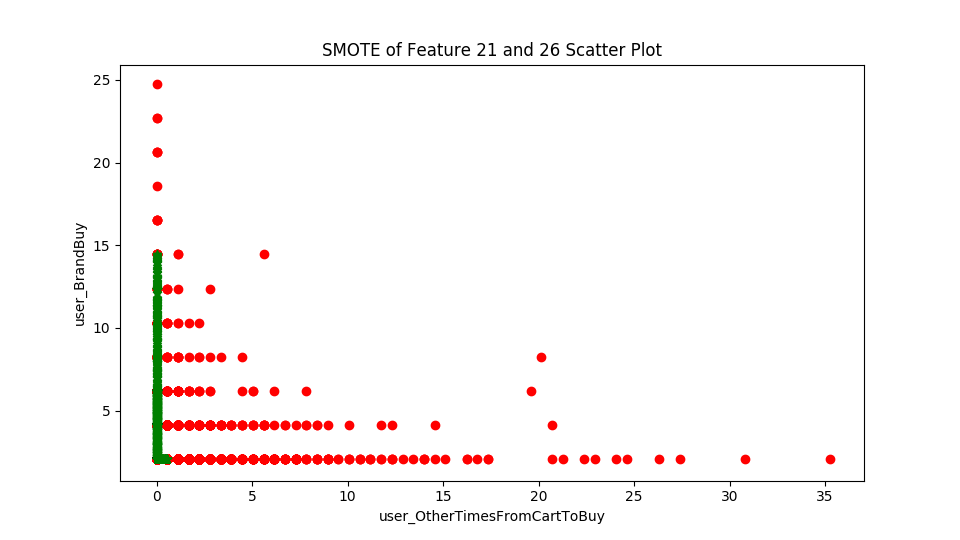 SMOTE of Feature 21 and 26 Scatter Plot
25
20
15
10
5
user_BrandBuy
0 5 10 15 20 25 30 35
user_OtherTimesFromCartToBuy